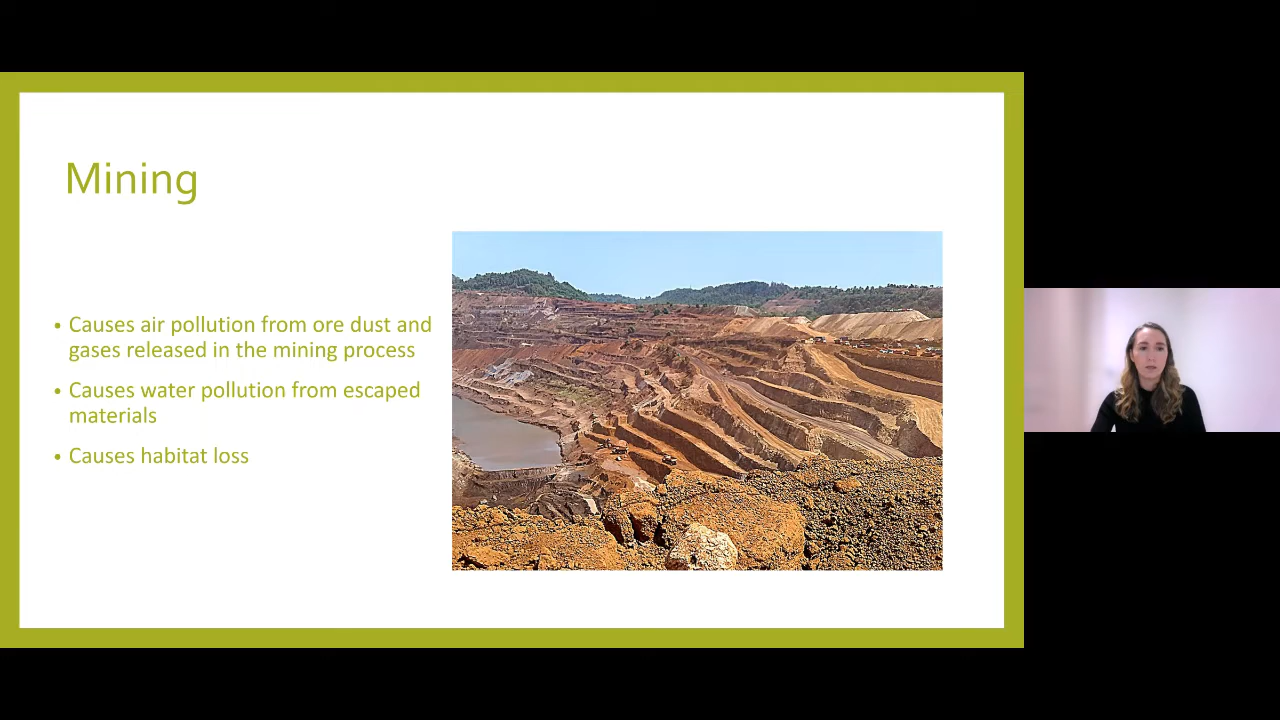 Mining
• Causes air pollution from ore dust and
gases released in the mining process
• Causes water pollution from escaped
materials
• Causes habitat loss